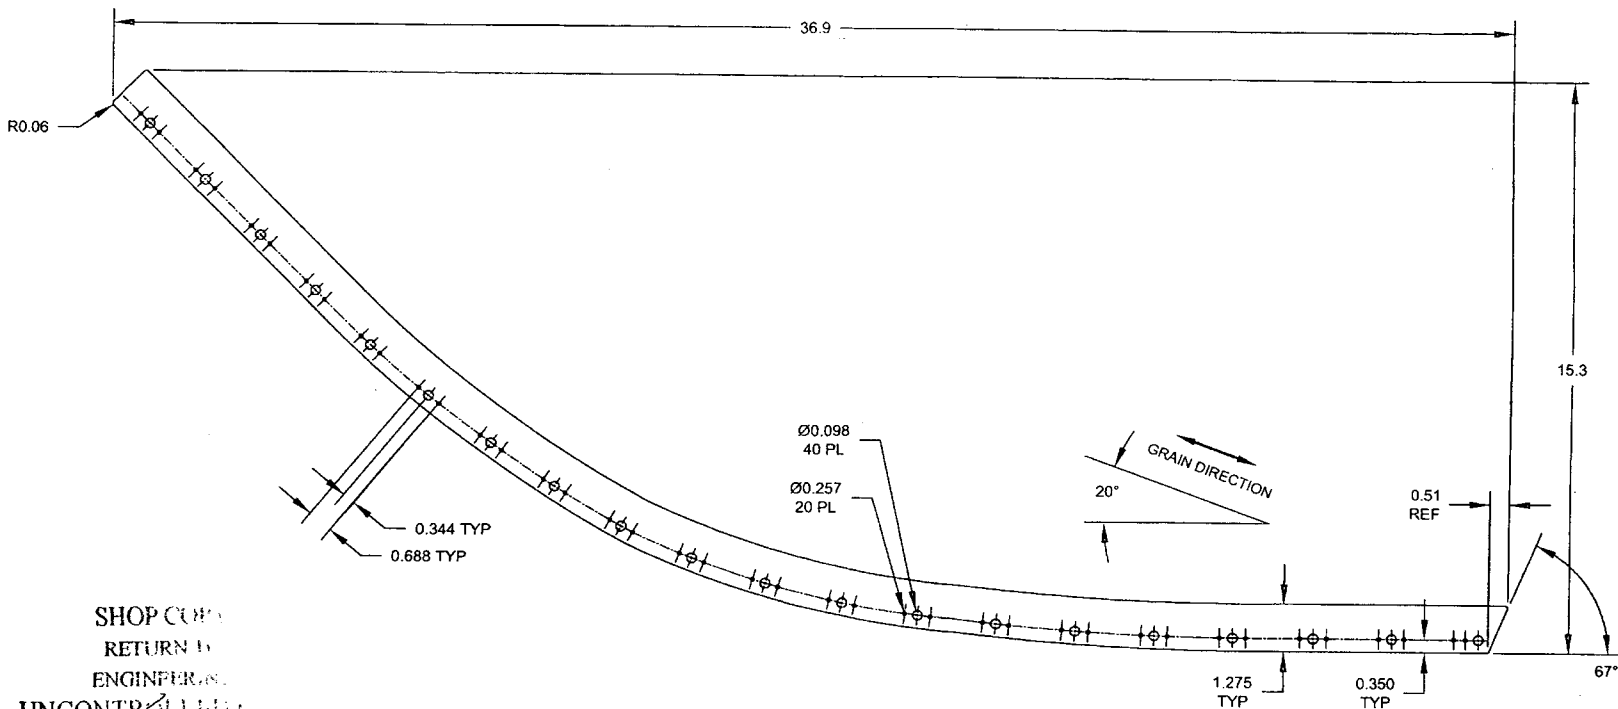 36.9
R0.06
15.3
Ø0.098
40 PL
GRAIN DIRECTION
20°
Ø0.257
20 PL
0.51
REF
0.344 TYP
0.688 TYP
SHOP
RETURN
67°
1.275
TYP
0.350
TYP